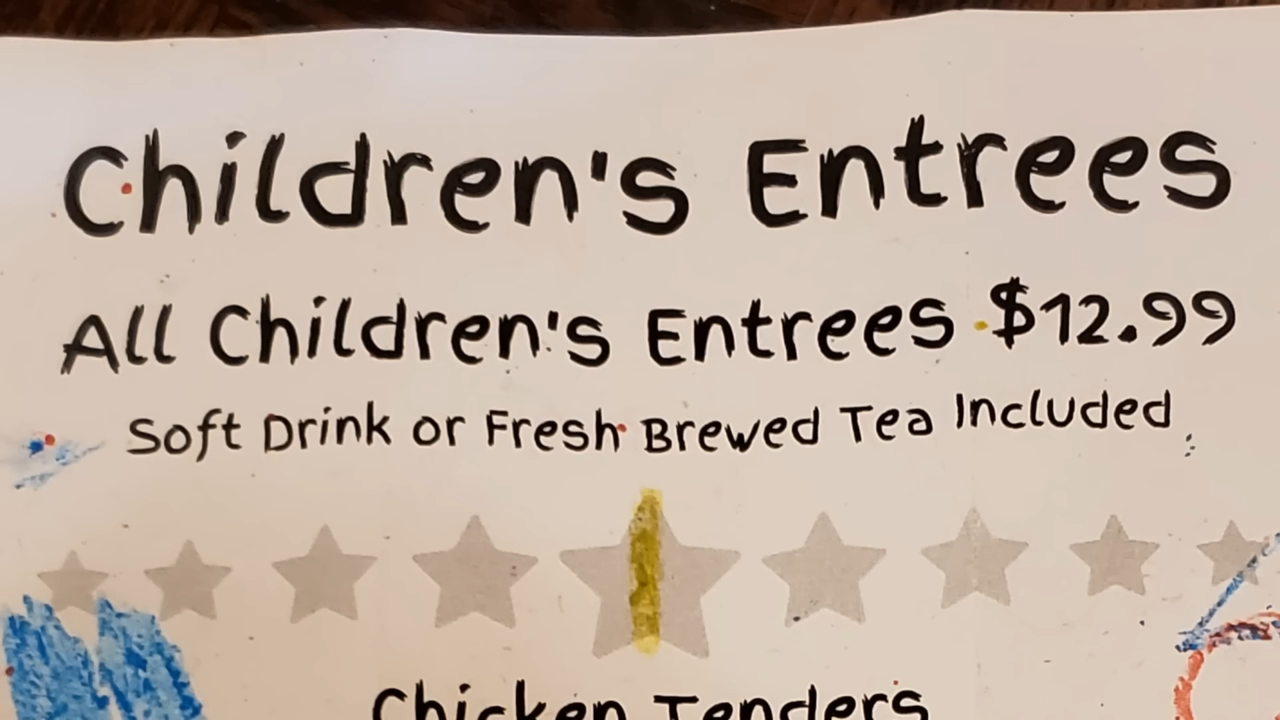 Children's Entrees
All Children's Entrees $12.99
Soft Drink or Fresh Brewed Tea Included
Chicken Tenders